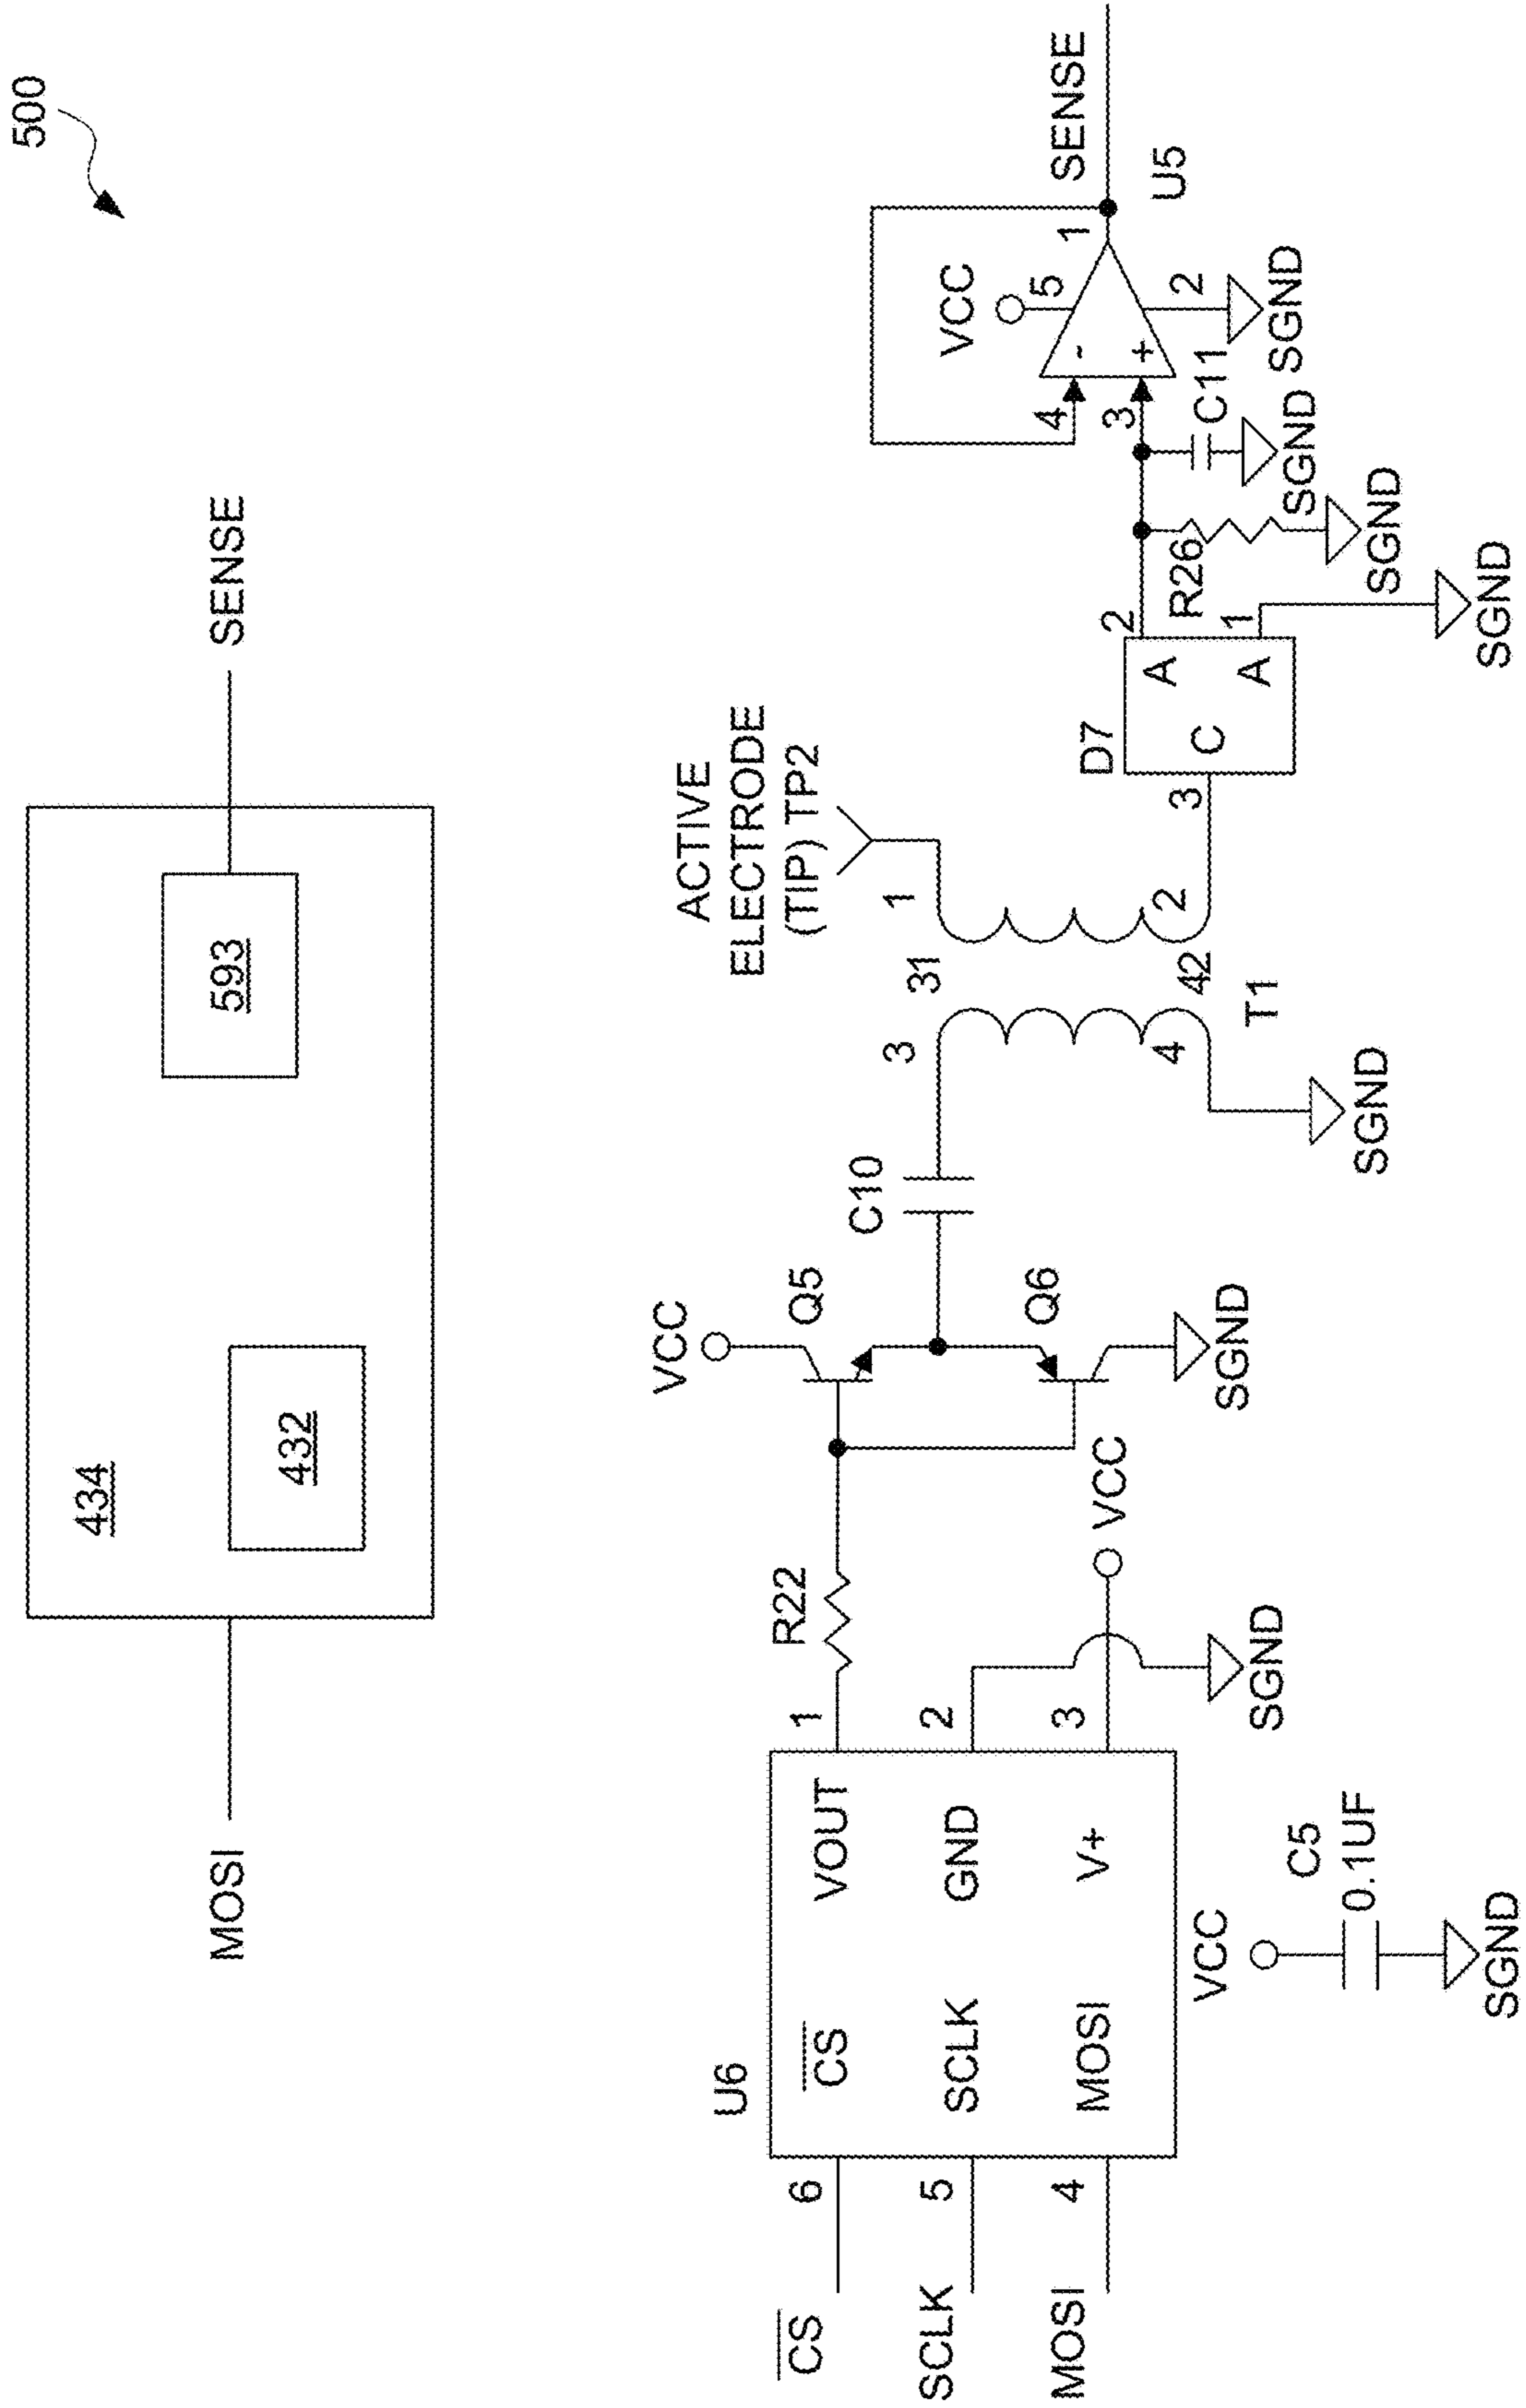 500
434
432
593
MOSI
SENSE
U6
CS
SCLK
MOSI
6
5
4
CS
SCLK
MOSI
VOUT
GND
V+
1
2
3
R22
SGND
VCC
VCC
C5
0.1UF
SGND
VCC
Q5
Q6
SGND
C10
3
4
31
42
T1
SGND
1
2
ACTIVE
ELECTRODE
(TIP) TP2
D7
3
C
A
A
2
1
SGND
R26
SGND
C11
SGND
4
3
-
+
VCC
5
2
SGND
1
U5
SENSE